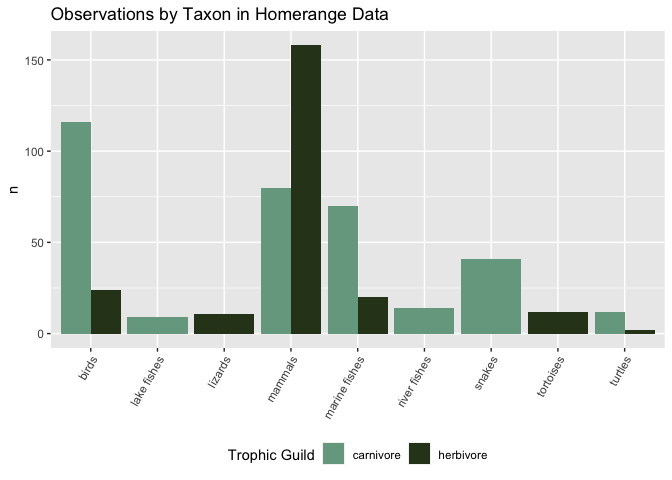 Observations by Taxon in Homerange Data
150
100
50
0
n
birds
lake fishes
lizards
mammals
marine fishes
river fishes
snakes
tortoises
turtles
Trophic Guild carnivore herbivore